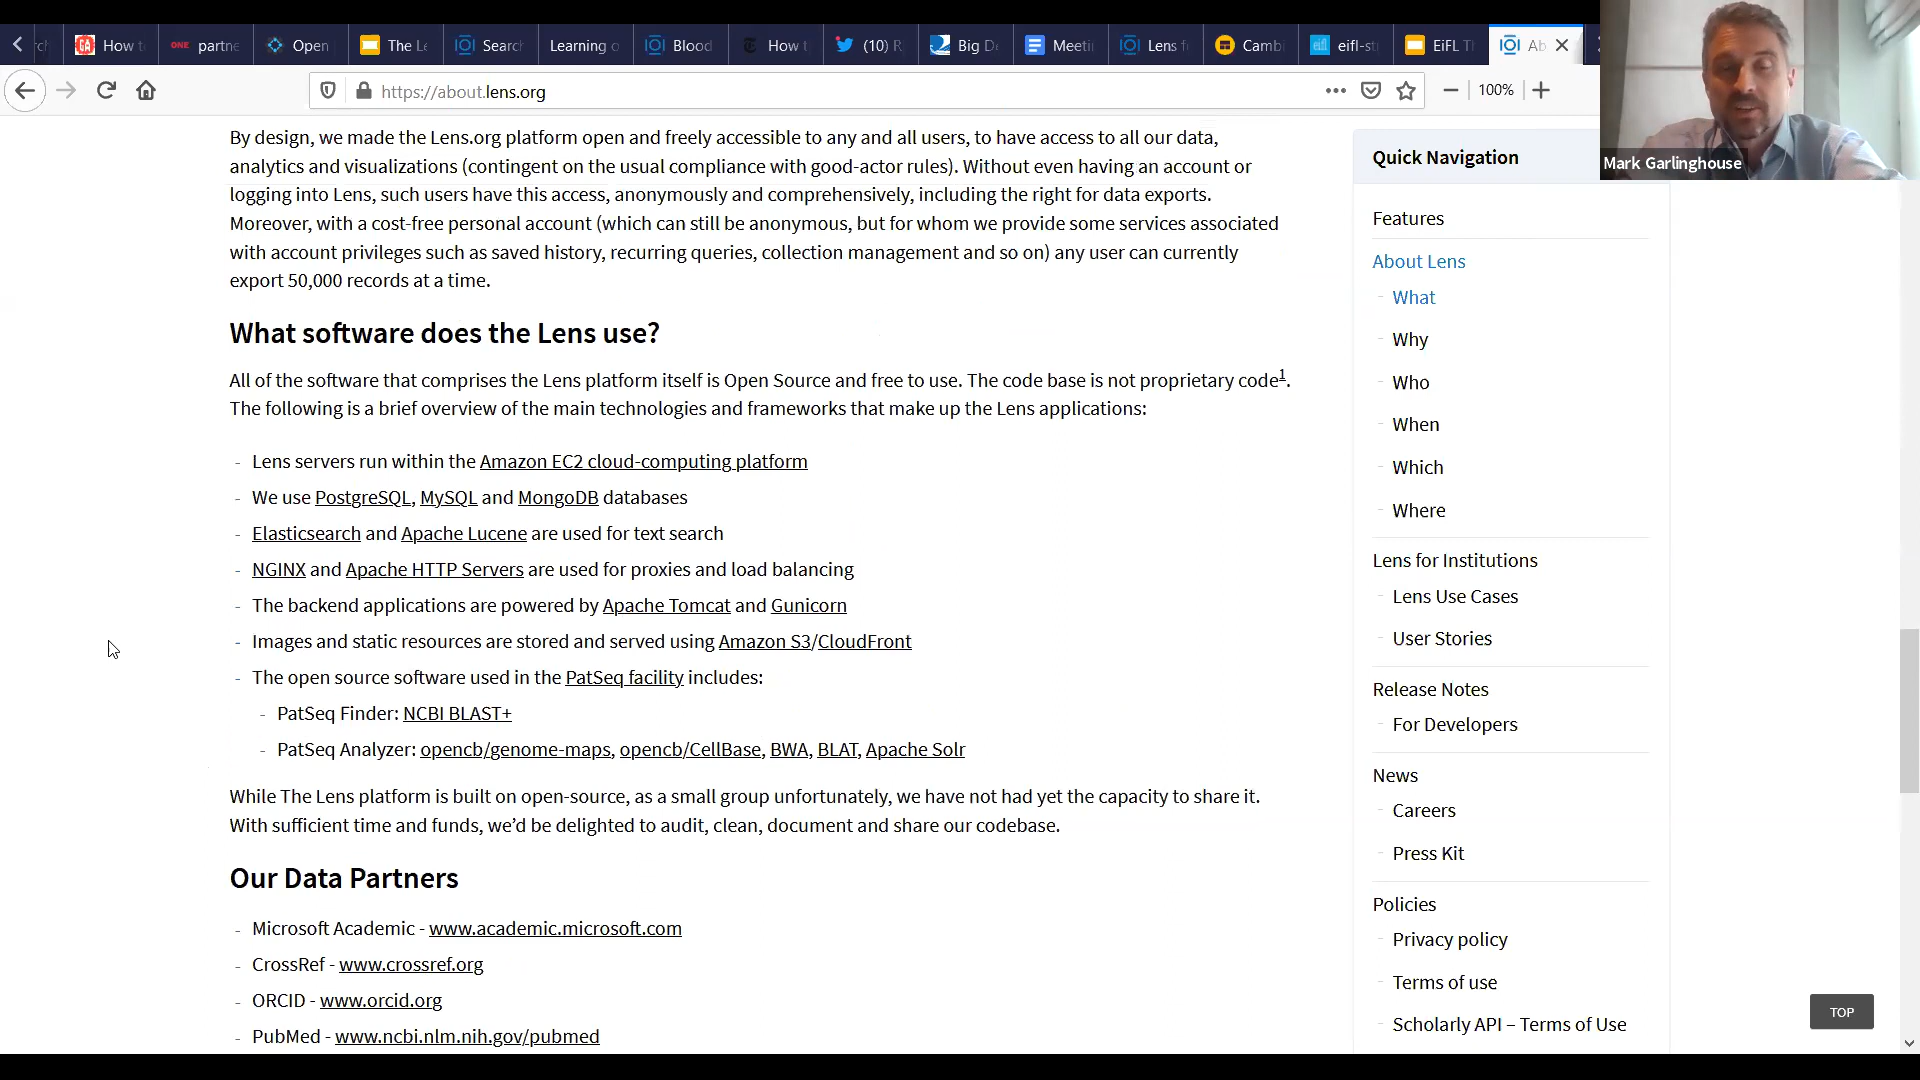 How t
ONE
partne
Open
The Le
Search
Learning o
Blood
How t
(10) R
Big D
Meeti
Lens f
Cambi
eifl
eifl-st
EiFL T
Ab
https://about.lens.org
100%
Mark Garlinghouse
By design, we made the Lens.org platform open and freely accessible to any and all users, to have access to all our data,
analytics and visualizations (contingent on the usual compliance with good-actor rules). Without even having an account or
logging into Lens, such users have this access, anonymously and comprehensively, including the right for data exports.
Moreover, with a cost-free personal account (which can still be anonymous, but for whom we provide some services associated
with account privileges such as saved history, recurring queries, collection management and so on) any user can currently
export 50,000 records at a time.
What software does the Lens use?
All of the software that comprises the Lens platform itself is Open Source and free to use. The code base is not proprietary code1.
The following is a brief overview of the main technologies and frameworks that make up the Lens applications:
- Lens servers run within the Amazon EC2 cloud-computing platform
- We use PostgreSQL, MySQL and MongoDB databases
- Elasticsearch and Apache Lucene are used for text search
- NGINX and Apache HTTP Servers are used for proxies and load balancing
- The backend applications are powered by Apache Tomcat and Gunicorn
- Images and static resources are stored and served using Amazon S3/CloudFront
- The open source software used in the PatSeq facility includes:
- PatSeq Finder: NCBI BLAST+
- PatSeq Analyzer: opencb/genome-maps, opencb/CellBase, BWA, BLAT, Apache Solr
While The Lens platform is built on open-source, as a small group unfortunately, we have not had yet the capacity to share it.
With sufficient time and funds, we’d be delighted to audit, clean, document and share our codebase.
Our Data Partners
- Microsoft Academic - www.academic.microsoft.com
- CrossRef - www.crossref.org
- ORCID - www.orcid.org
- PubMed - www.ncbi.nlm.nih.gov/pubmed
Quick Navigation
Features
About Lens
- What
- Why
- Who
- When
- Which
- Where
Lens for Institutions
- Lens Use Cases
- User Stories
Release Notes
- For Developers
News
- Careers
- Press Kit
Policies
- Privacy policy
- Terms of use
- Scholarly API – Terms of Use
TOP